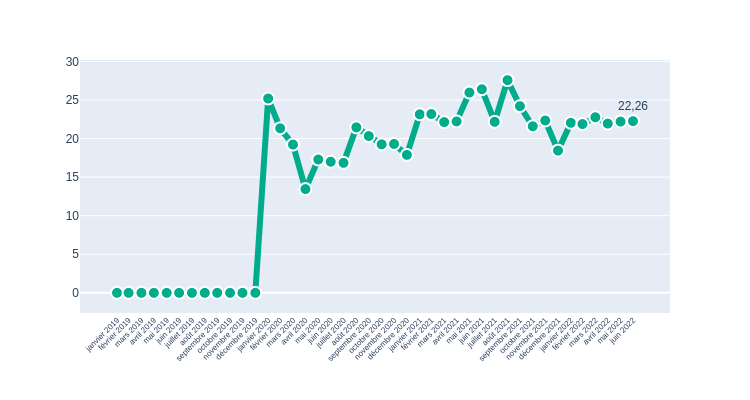 30
25
20
15
10
5
0
22,26
janvier 2019
février 2019
mars 2019
avril 2019
mai 2019
juin 2019
juillet 2019
août 2019
septembre 2019
octobre 2019
novembre 2019
décembre 2019
janvier 2020
février 2020
mars 2020
avril 2020
mai 2020
juin 2020
juillet 2020
août 2020
septembre 2020
octobre 2020
novembre 2020
décembre 2020
janvier 2021
février 2021
mars 2021
avril 2021
mai 2021
juin 2021
juillet 2021
août 2021
septembre 2021
octobre 2021
novembre 2021
décembre 2021
janvier 2022
février 2022
mars 2022
avril 2022
mai 2022
juin 2022